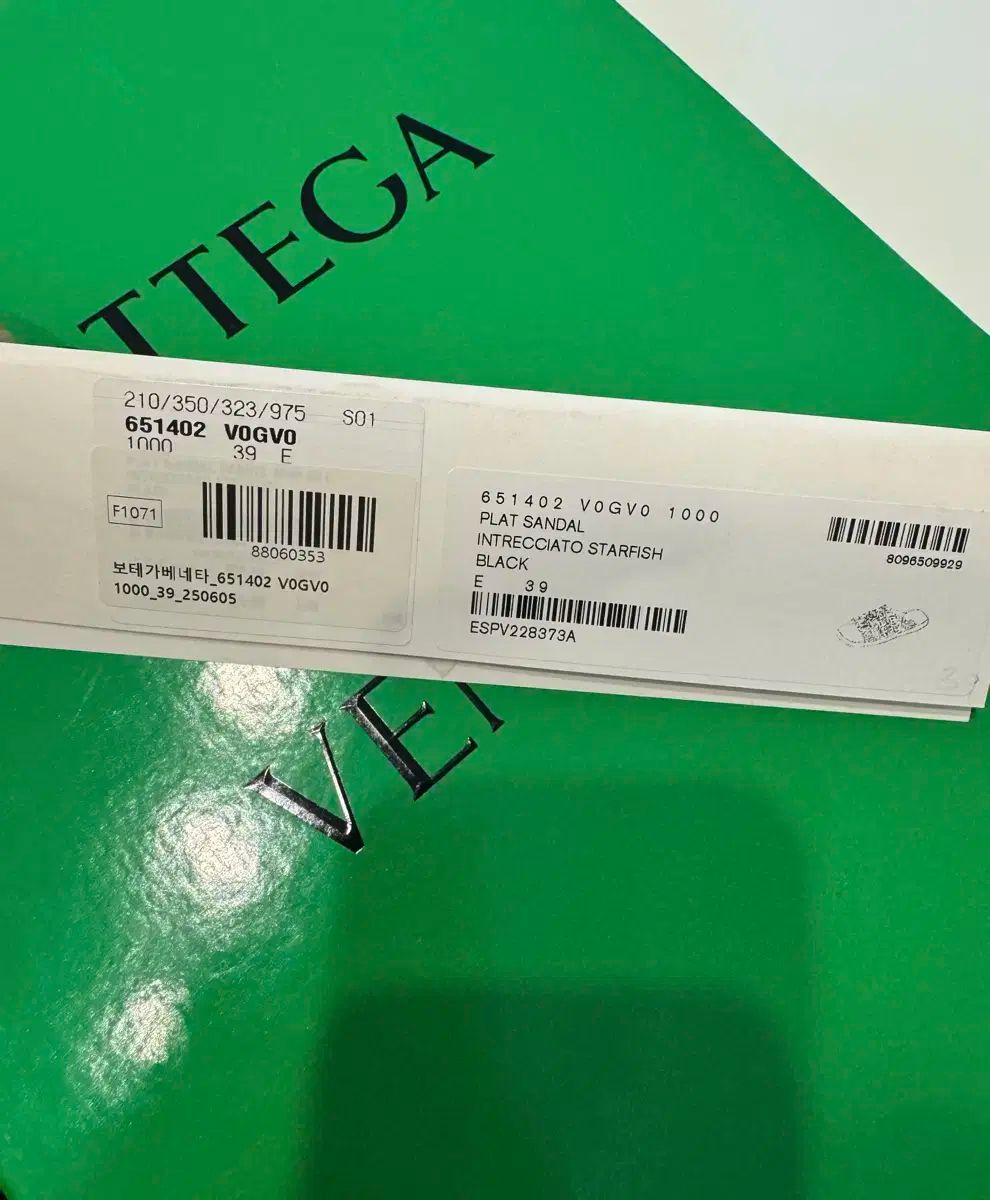 TTEGA
210/350/323/975 S01
651402 V0GV0
1000 39 E
F1071
88060353
보테가베네타_651402 V0GV0
1000_39_250605
651402 V0GV0 1000
PLAT SANDAL
INTRECCIATO STARFISH
BLACK
E 39
ESPV228373A
8096509929
VE